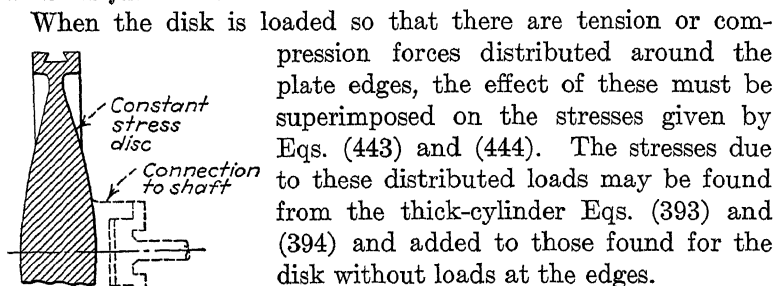 When the disk is loaded so that there are tension or com-
pression forces distributed around the
plate edges, the effect of these must be
superimposed on the stresses given by
Eqs. (443) and (444). The stresses due
to these distributed loads may be found
from the thick-cylinder Eqs. (393) and
(394) and added to those found for the
disk without loads at the edges.
Constant
stress
disc
Connection
to shaft